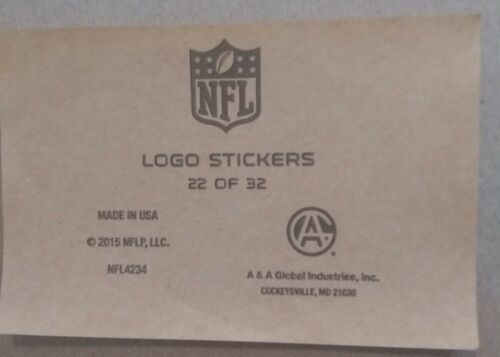 NFL
LOGO STICKERS
22 OF 32
MADE IN USA
© 2015 NFLP, LLC.
NFL4234
A & A Global Industries, Inc.
COCKEYSVILLE, MD 21030